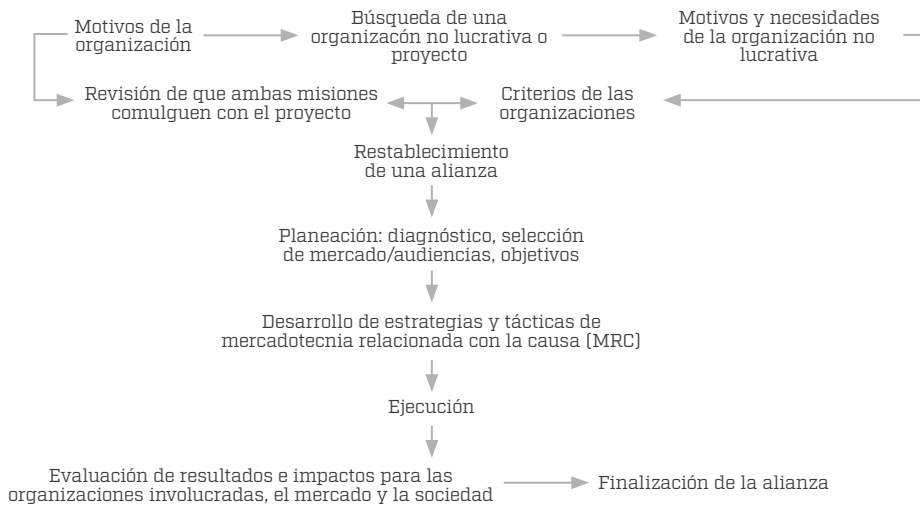 Motivos de la
organización
Búsqueda de una
organizacón no lucrativa o
proyecto
Motivos y necesidades
de la organización no
lucrativa
Revisión de que ambas misiones
comulguen con el proyecto
Criterios de las
organizaciones
Restablecimiento
de una alianza
Planeación: diagnóstico, selección
de mercado/audiencias, objetivos
Desarrollo de estrategias y tácticas de
mercadotecnia relacionada con la causa (MRC)
Ejecución
Evaluación de resultados e impactos para las
organizaciones involucradas, el mercado y la sociedad
Finalización de la alianza